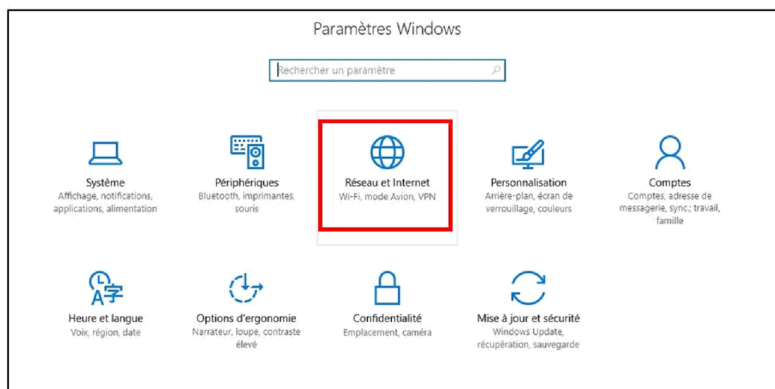 Paramètres Windows
Rechercher un paramètre
Système
Affichage, notifications,
applications, alimentation
Périphériques
Bluetooth, imprimantes,
souris
Réseau et Internet
Wi-Fi, mode Avion, VPN
Personnalisation
Arrière-plan, écran de
verrouillage, couleurs
Comptes
Comptes, adresse de
messagerie, sync.; travail,
famille
Heure et langue
Voix, région, date
Options d'ergonomie
Narrateur, loupe, contraste
élevé
Confidentialité
Emplacement, caméra
Mise à jour et sécurité
Windows Update,
récupération, sauvegarde